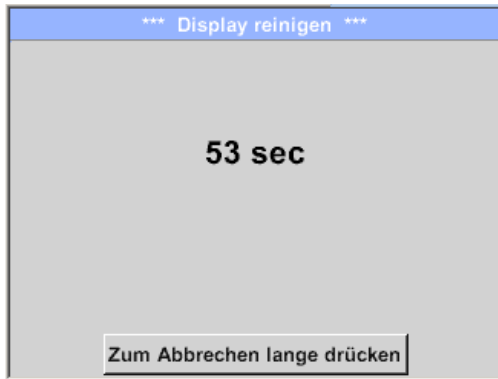 *** Display reinigen ***
53 sec
Zum Abbrechen lange drücken